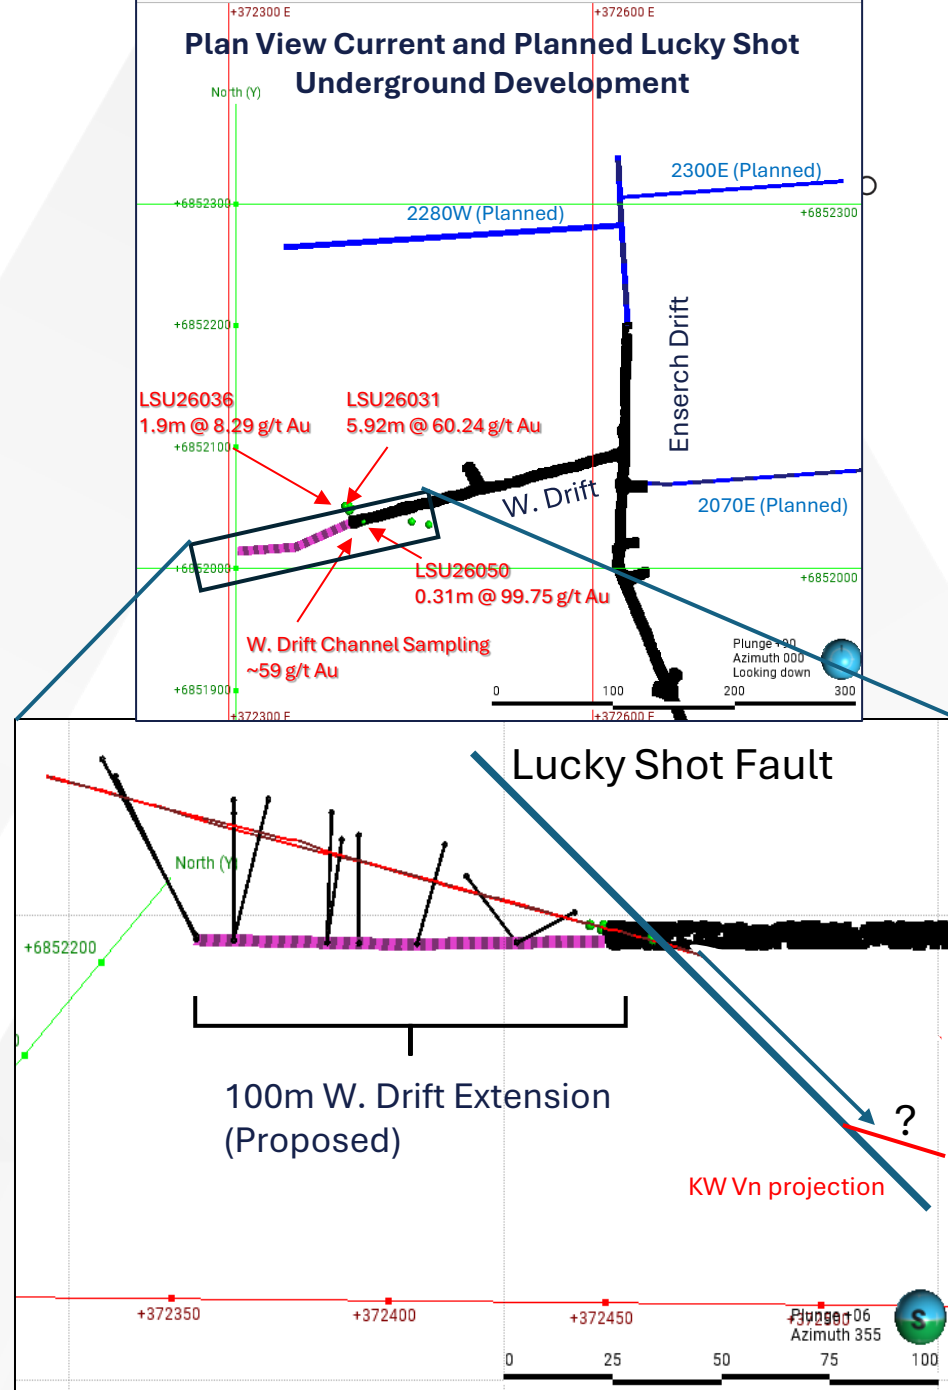 +372300 E
+372600 E
Plan View Current and Planned Lucky Shot
Underground Development
North (Y)
2300E (Planned)
+6852300
2280W (Planned)
+6852300
+6852200
Enserch Drift
LSU26036
1.9m @ 8.29 g/t Au
LSU26031
5.92m @ 60.24 g/t Au
+6852100
W. Drift
2070E (Planned)
+6852000
LSU26050
0.31m @ 99.75 g/t Au
+6852000
W. Drift Channel Sampling
~59 g/t Au
Plunge +90
Azimuth 000
Looking down
+6851900
0 100 200 300
+372300 E
+372600 E
Lucky Shot Fault
North (Y)
+6852200
100m W. Drift Extension
(Proposed)
?
KW Vn projection
+372350
+372400
+372450
Plunge +06
Azimuth 355
S
0 25 50 75 100